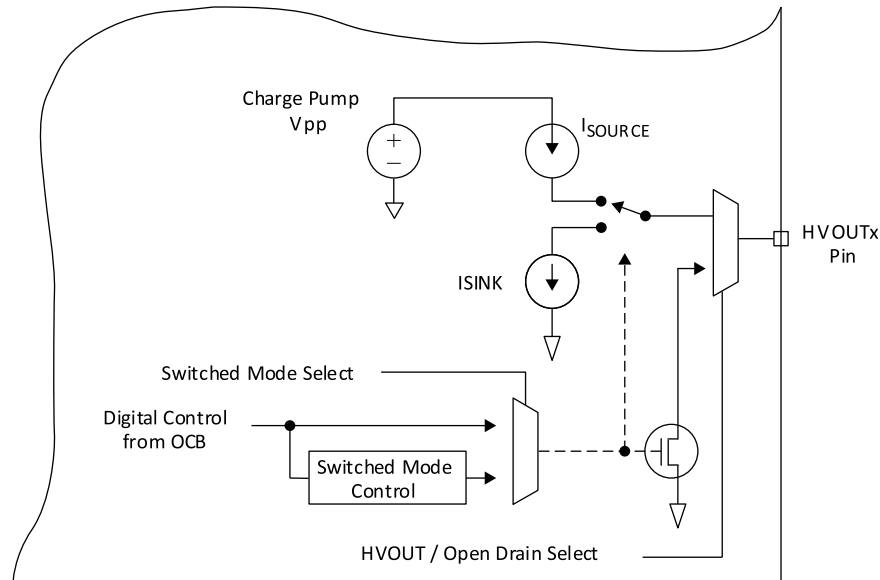 Charge Pump
Vpp
+
−
ISOURCE
HVOUTx
Pin
ISINK
Switched Mode Select
Digital Control
from OCB
Switched Mode
Control
HVOUT / Open Drain Select